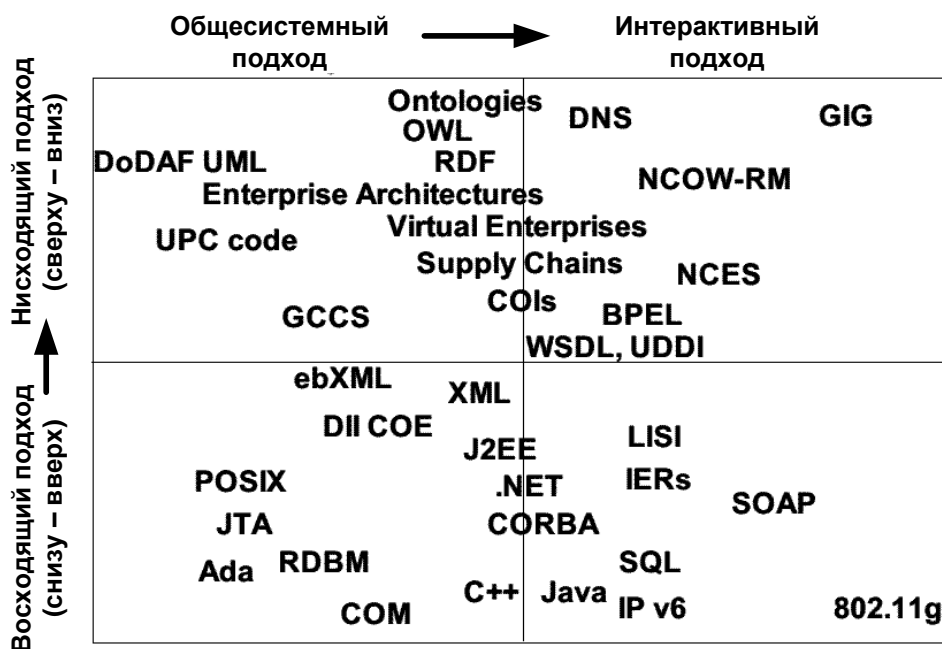 Общесистемный подход
Интерактивный подход
Нисходящий подход
(сверху – вниз)
Восходящий подход
(снизу – вверх)
Ontologies
OWL
DNS
GIG
DoDAF UML
RDF
NCOW-RM
Enterprise Architectures
Virtual Enterprises
UPC code
Supply Chains
NCES
COIs
GCCS
BPEL
WSDL, UDDI
ebXML
XML
DII COE
J2EE
LISI
POSIX
.NET
IERs
SOAP
JTA
CORBA
Ada
RDBM
SQL
C++
Java
COM
IP v6
802.11g